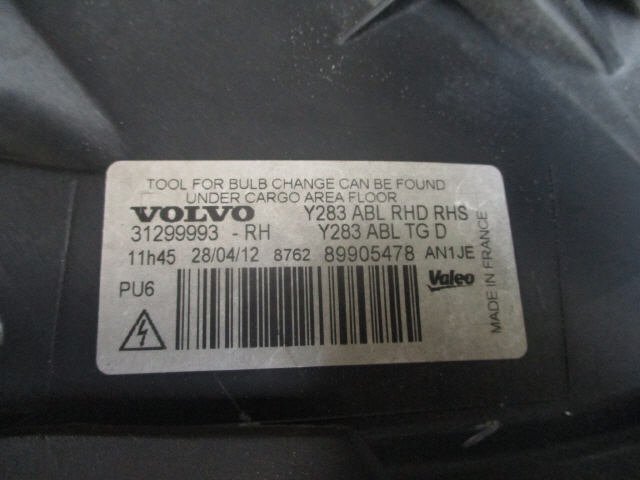 TOOL FOR BULB CHANGE CAN BE FOUND
UNDER CARGO AREA FLOOR
VOLVO Y283 ABL RHD RHS
31299993 - RH Y283 ABL TG D
11h45 28/04/12 8762 89905478 AN1JE
PU6 Valeo
MADE IN FRANCE